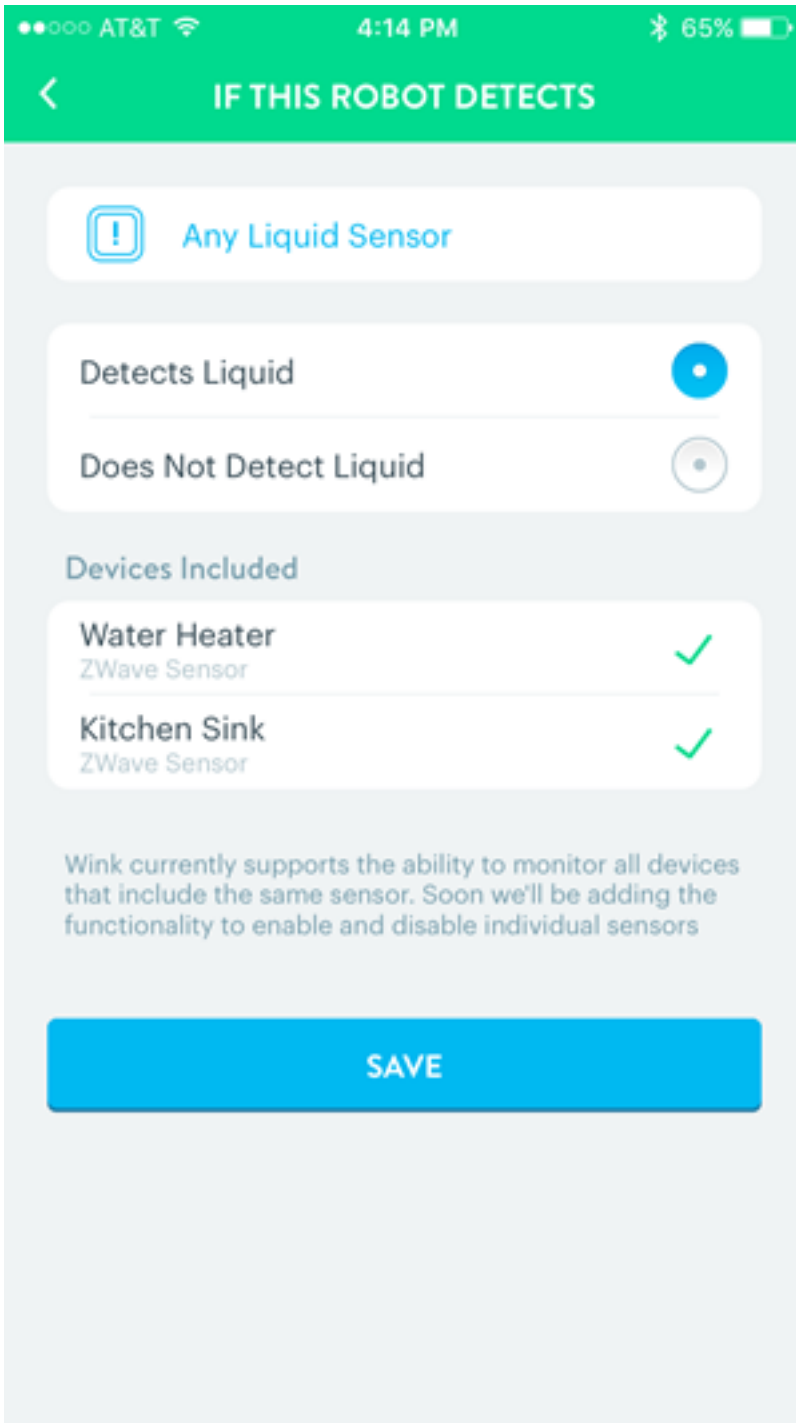 AT&T 4:14 PM 65%
IF THIS ROBOT DETECTS
! Any Liquid Sensor
Detects Liquid
Does Not Detect Liquid
Devices Included
Water Heater
ZWave Sensor
Kitchen Sink
ZWave Sensor
Wink currently supports the ability to monitor all devices
that include the same sensor. Soon we'll be adding the
functionality to enable and disable individual sensors
SAVE